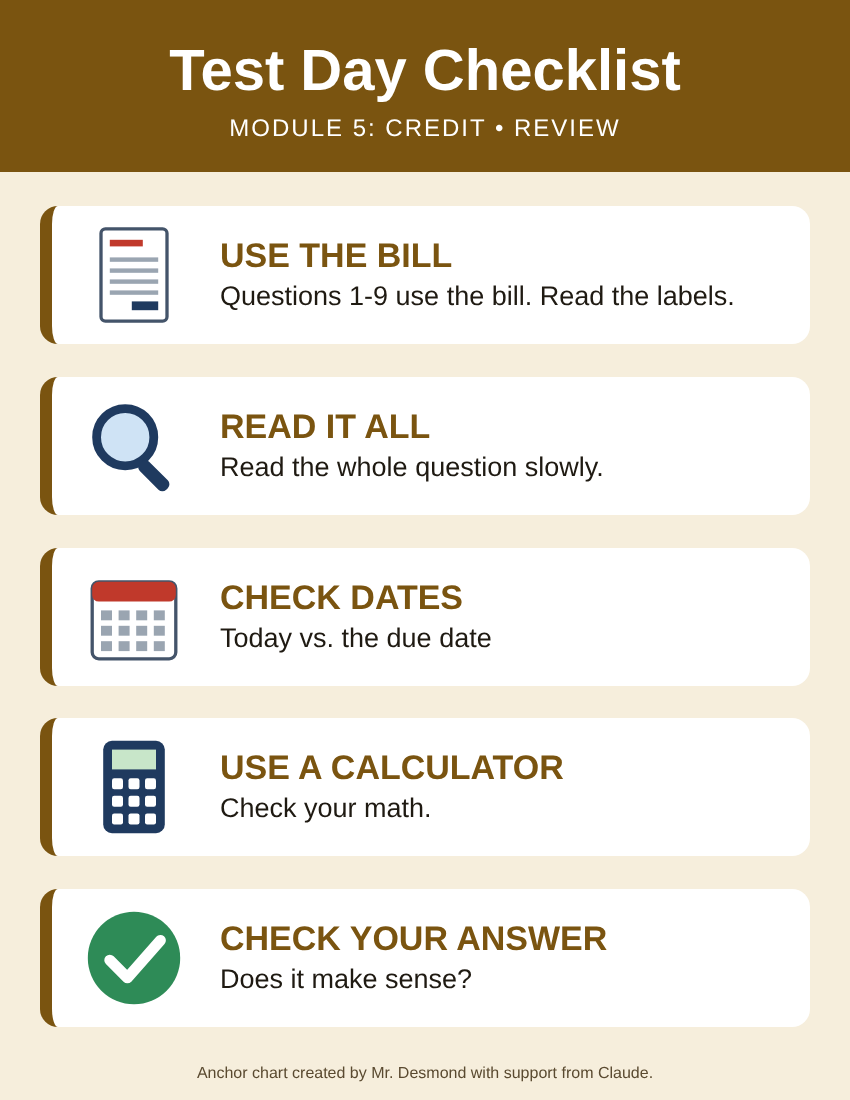 Test Day Checklist
MODULE 5: CREDIT • REVIEW
USE THE BILL
Questions 1-9 use the bill. Read the labels.
READ IT ALL
Read the whole question slowly.
CHECK DATES
Today vs. the due date
USE A CALCULATOR
Check your math.
CHECK YOUR ANSWER
Does it make sense?
Anchor chart created by Mr. Desmond with support from Claude.